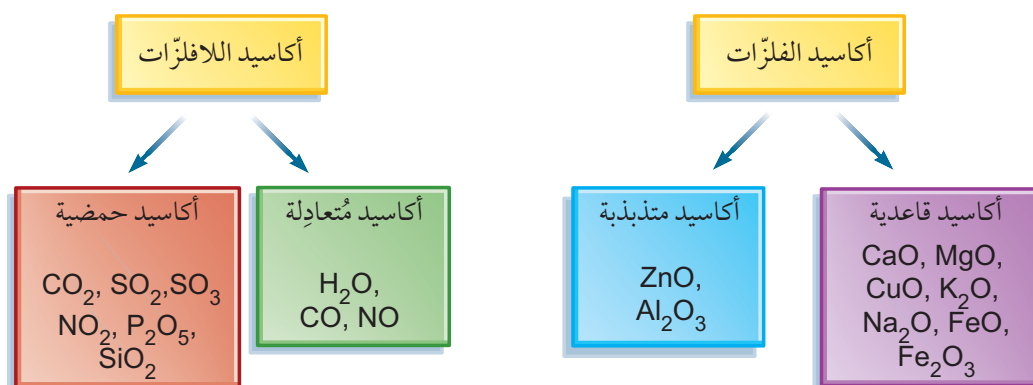 أكاسيد الفلزّات
أكاسيد اللافلزّات
أكاسيد قاعدية
CaO, MgO,
CuO, K₂O,
Na₂O, FeO,
Fe₂O₃
أكاسيد متذبذبة
ZnO,
Al₂O₃
أكاسيد مُتعادِلة
H₂O,
CO, NO
أكاسيد حمضية
CO₂, SO₂,SO₃
NO₂, P₂O₅,
SiO₂